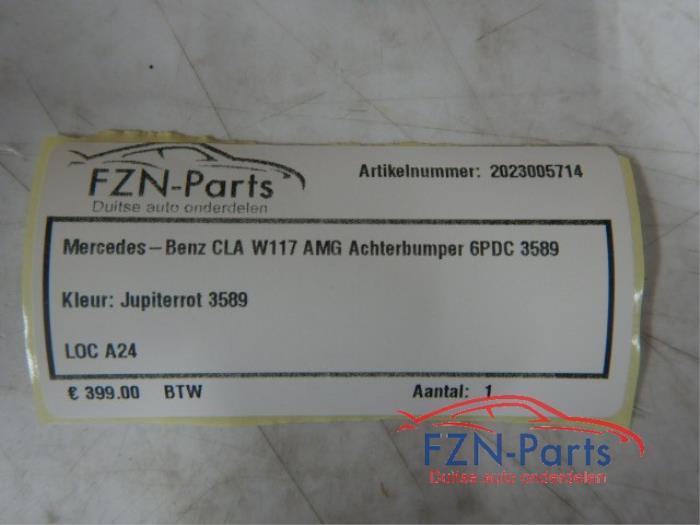 FZN-Parts
Duitse auto onderdelen
Artikelnummer: 2023005714
Mercedes-Benz CLA W117 AMG Achterbumper 6PDC 3589
Kleur: Jupiterrot 3589
LOC A24
€ 399.00 BTW
Aantal: 1
FZN-Parts
Duitse auto onderdelen